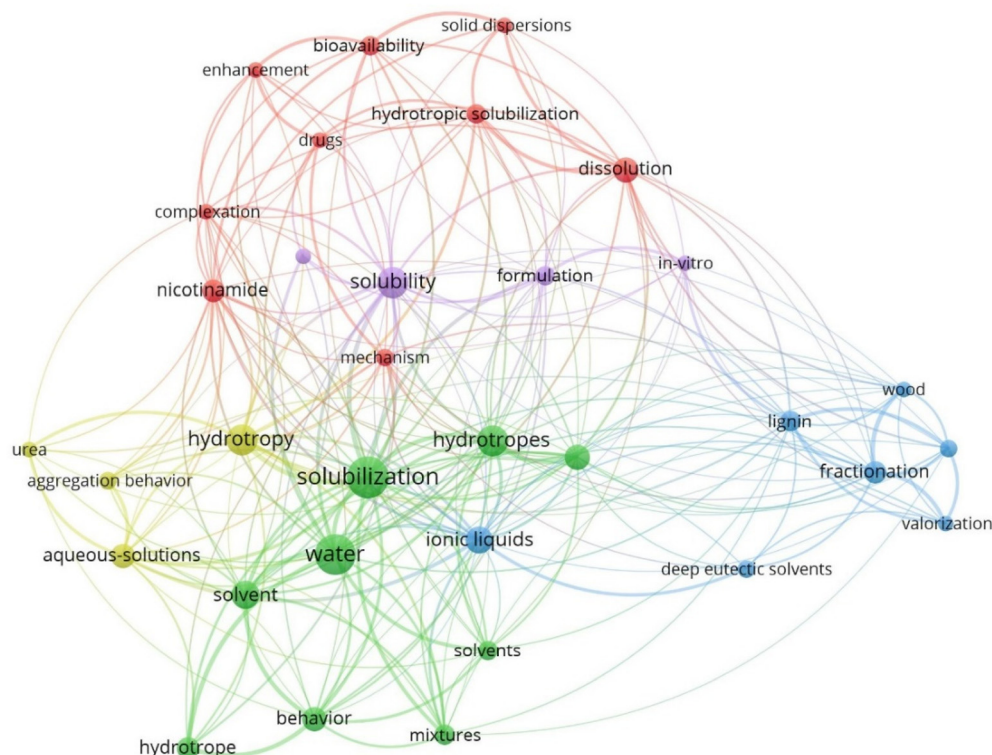 solid dispersions
bioavailability
enhancement
hydrotropic solubilization
drugs
dissolution
complexation
in-vitro
formulation
solubility
nicotinamide
mechanism
wood
lignin
hydrotropy
hydrotropes
urea
solubilization
aggregation behavior
fractionation
valorization
ionic liquids
aqueous-solutions
water
deep eutectic solvents
solvent
solvents
behavior
mixtures
hydrotrope